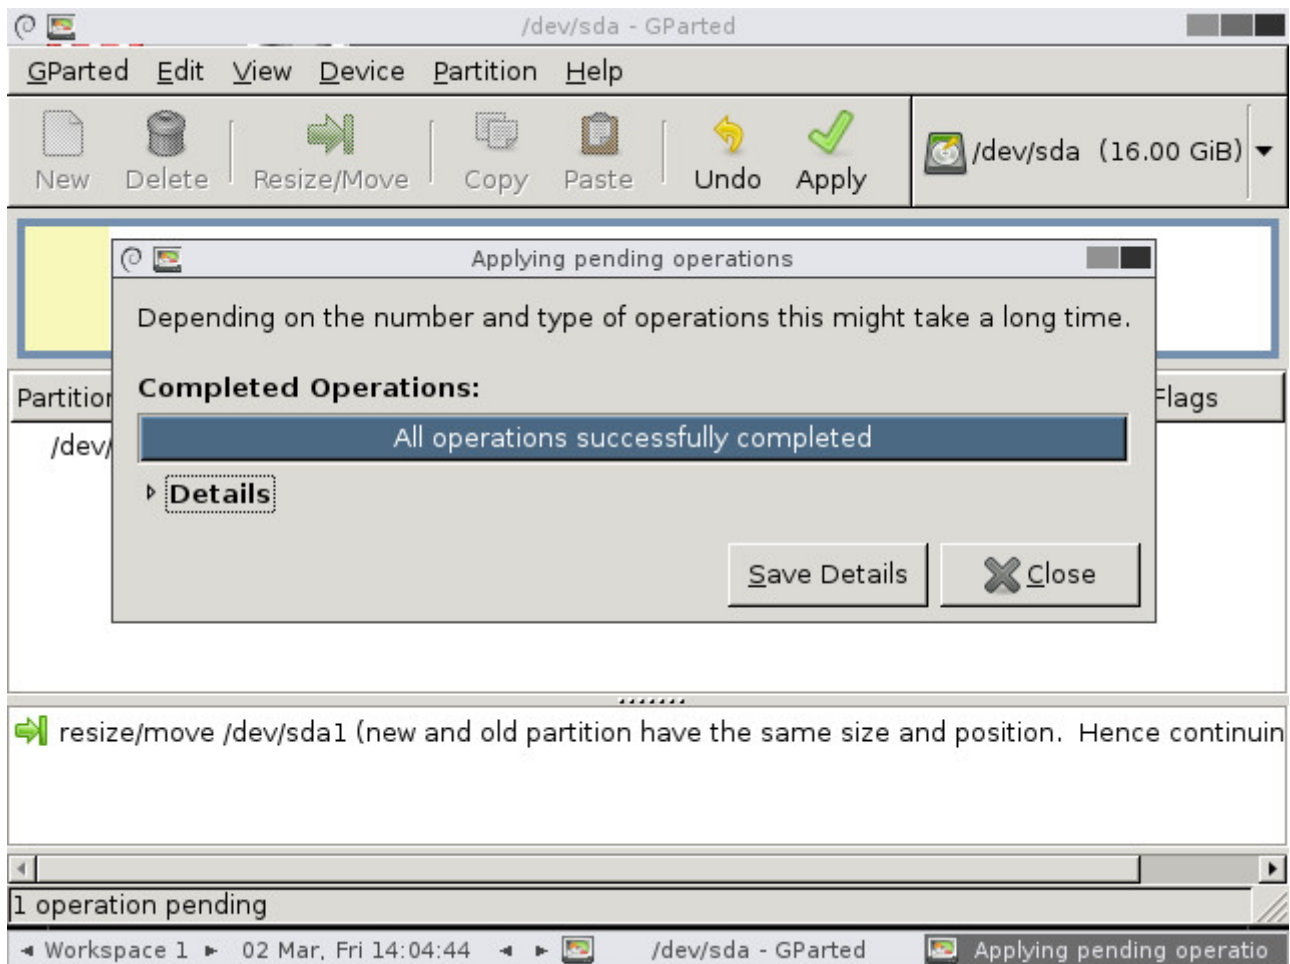 /dev/sda - GParted
GParted Edit View Device Partition Help
New Delete Resize/Move Copy Paste Undo Apply /dev/sda (16.00 GiB)
Applying pending operations
Depending on the number and type of operations this might take a long time.
Completed Operations:
Partition Flags
All operations successfully completed
/dev/
Details
Save Details Close
resize/move /dev/sda1 (new and old partition have the same size and position. Hence continuin
1 operation pending
Workspace 1 02 Mar, Fri 14:04:44 /dev/sda - GParted Applying pending operatio